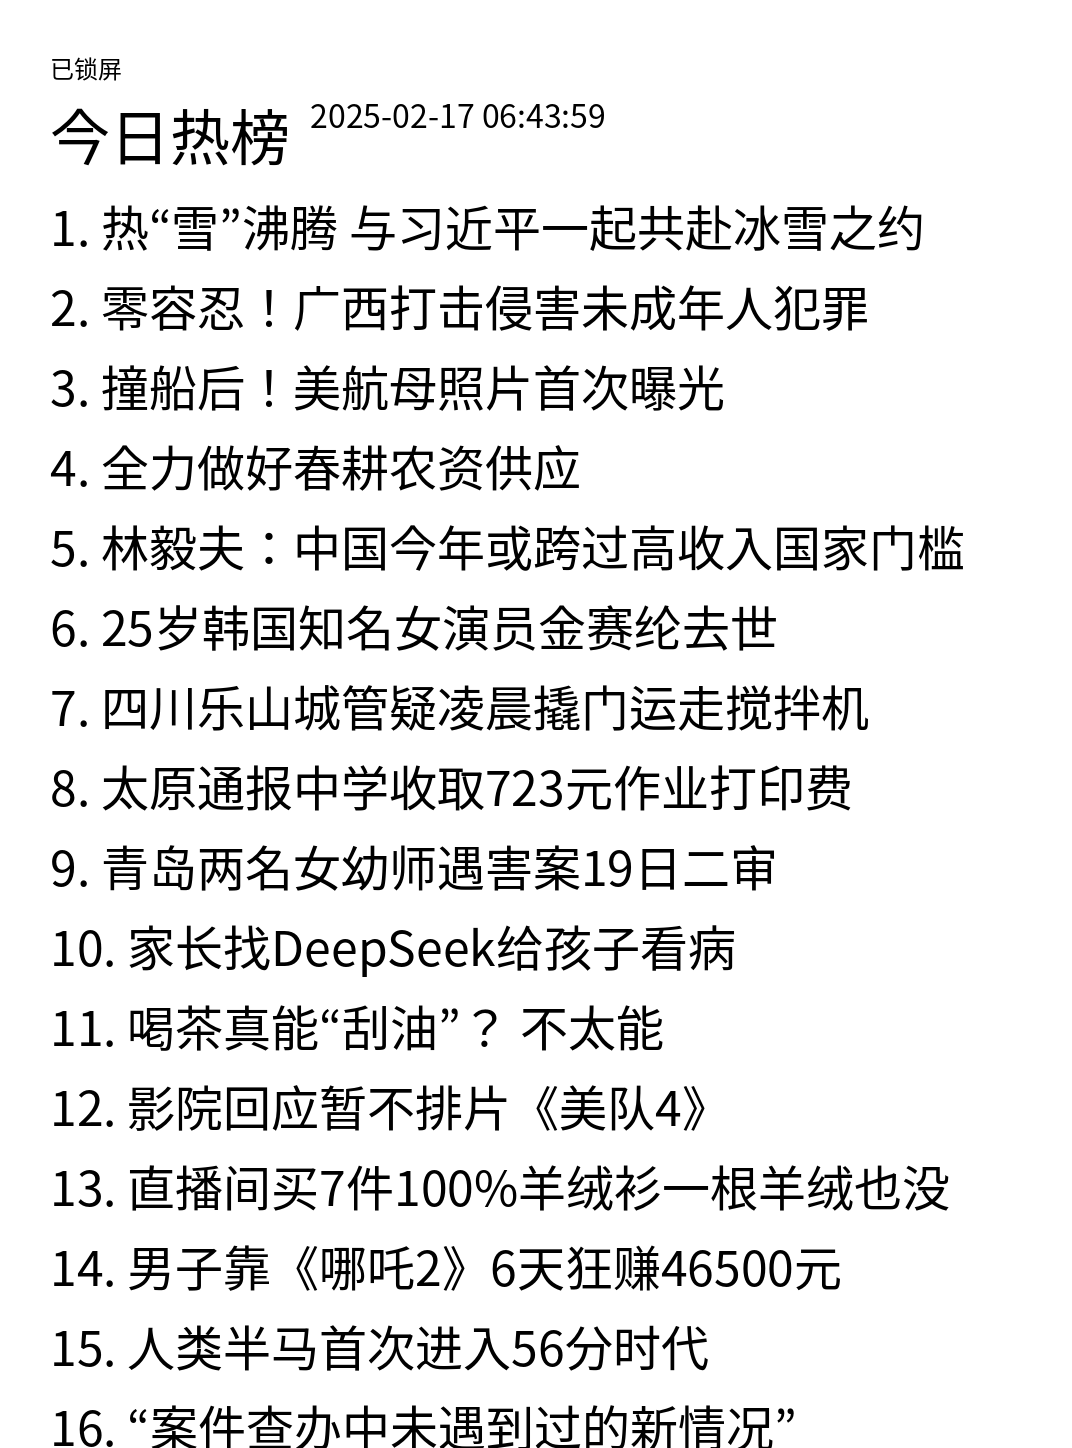 已锁屏
今日热榜 2025-02-17 06:43:59
1. 热“雪”沸腾 与习近平一起共赴冰雪之约
2. 零容忍！广西打击侵害未成年人犯罪
3. 撞船后！美航母照片首次曝光
4. 全力做好春耕农资供应
5. 林毅夫：中国今年或跨过高收入国家门槛
6. 25岁韩国知名女演员金赛纶去世
7. 四川乐山城管疑凌晨撬门运走搅拌机
8. 太原通报中学收取723元作业打印费
9. 青岛两名女幼师遇害案19日二审
10. 家长找DeepSeek给孩子看病
11. 喝茶真能“刮油”？ 不太能
12. 影院回应暂不排片《美队4》
13. 直播间买7件100%羊绒衫一根羊绒也没
14. 男子靠《哪吒2》6天狂赚46500元
15. 人类半马首次进入56分时代
16. “案件查办中未遇到过的新情况”